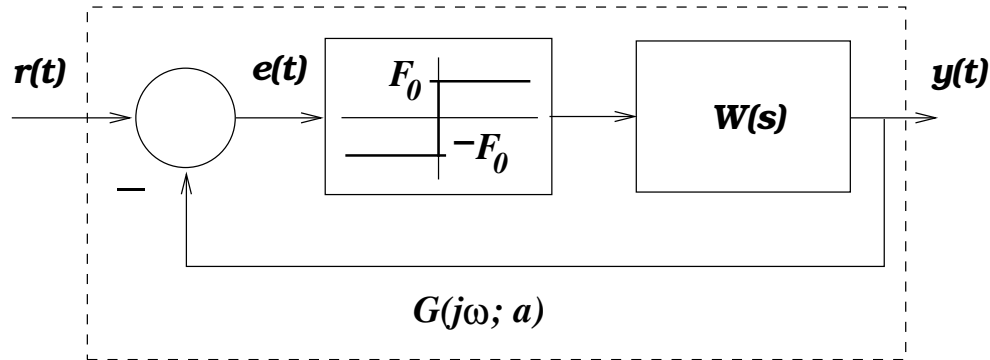 r(t)
e(t)
F0
−F0
W(s)
y(t)
−
G(jω; a)